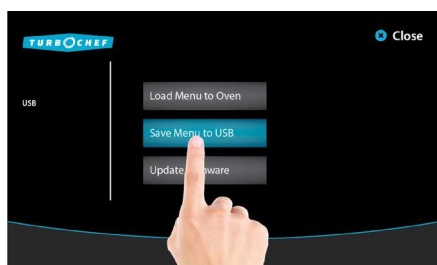 TURBOCHEF
Close
USB
Load Menu to Oven
Save Menu to USB
Update